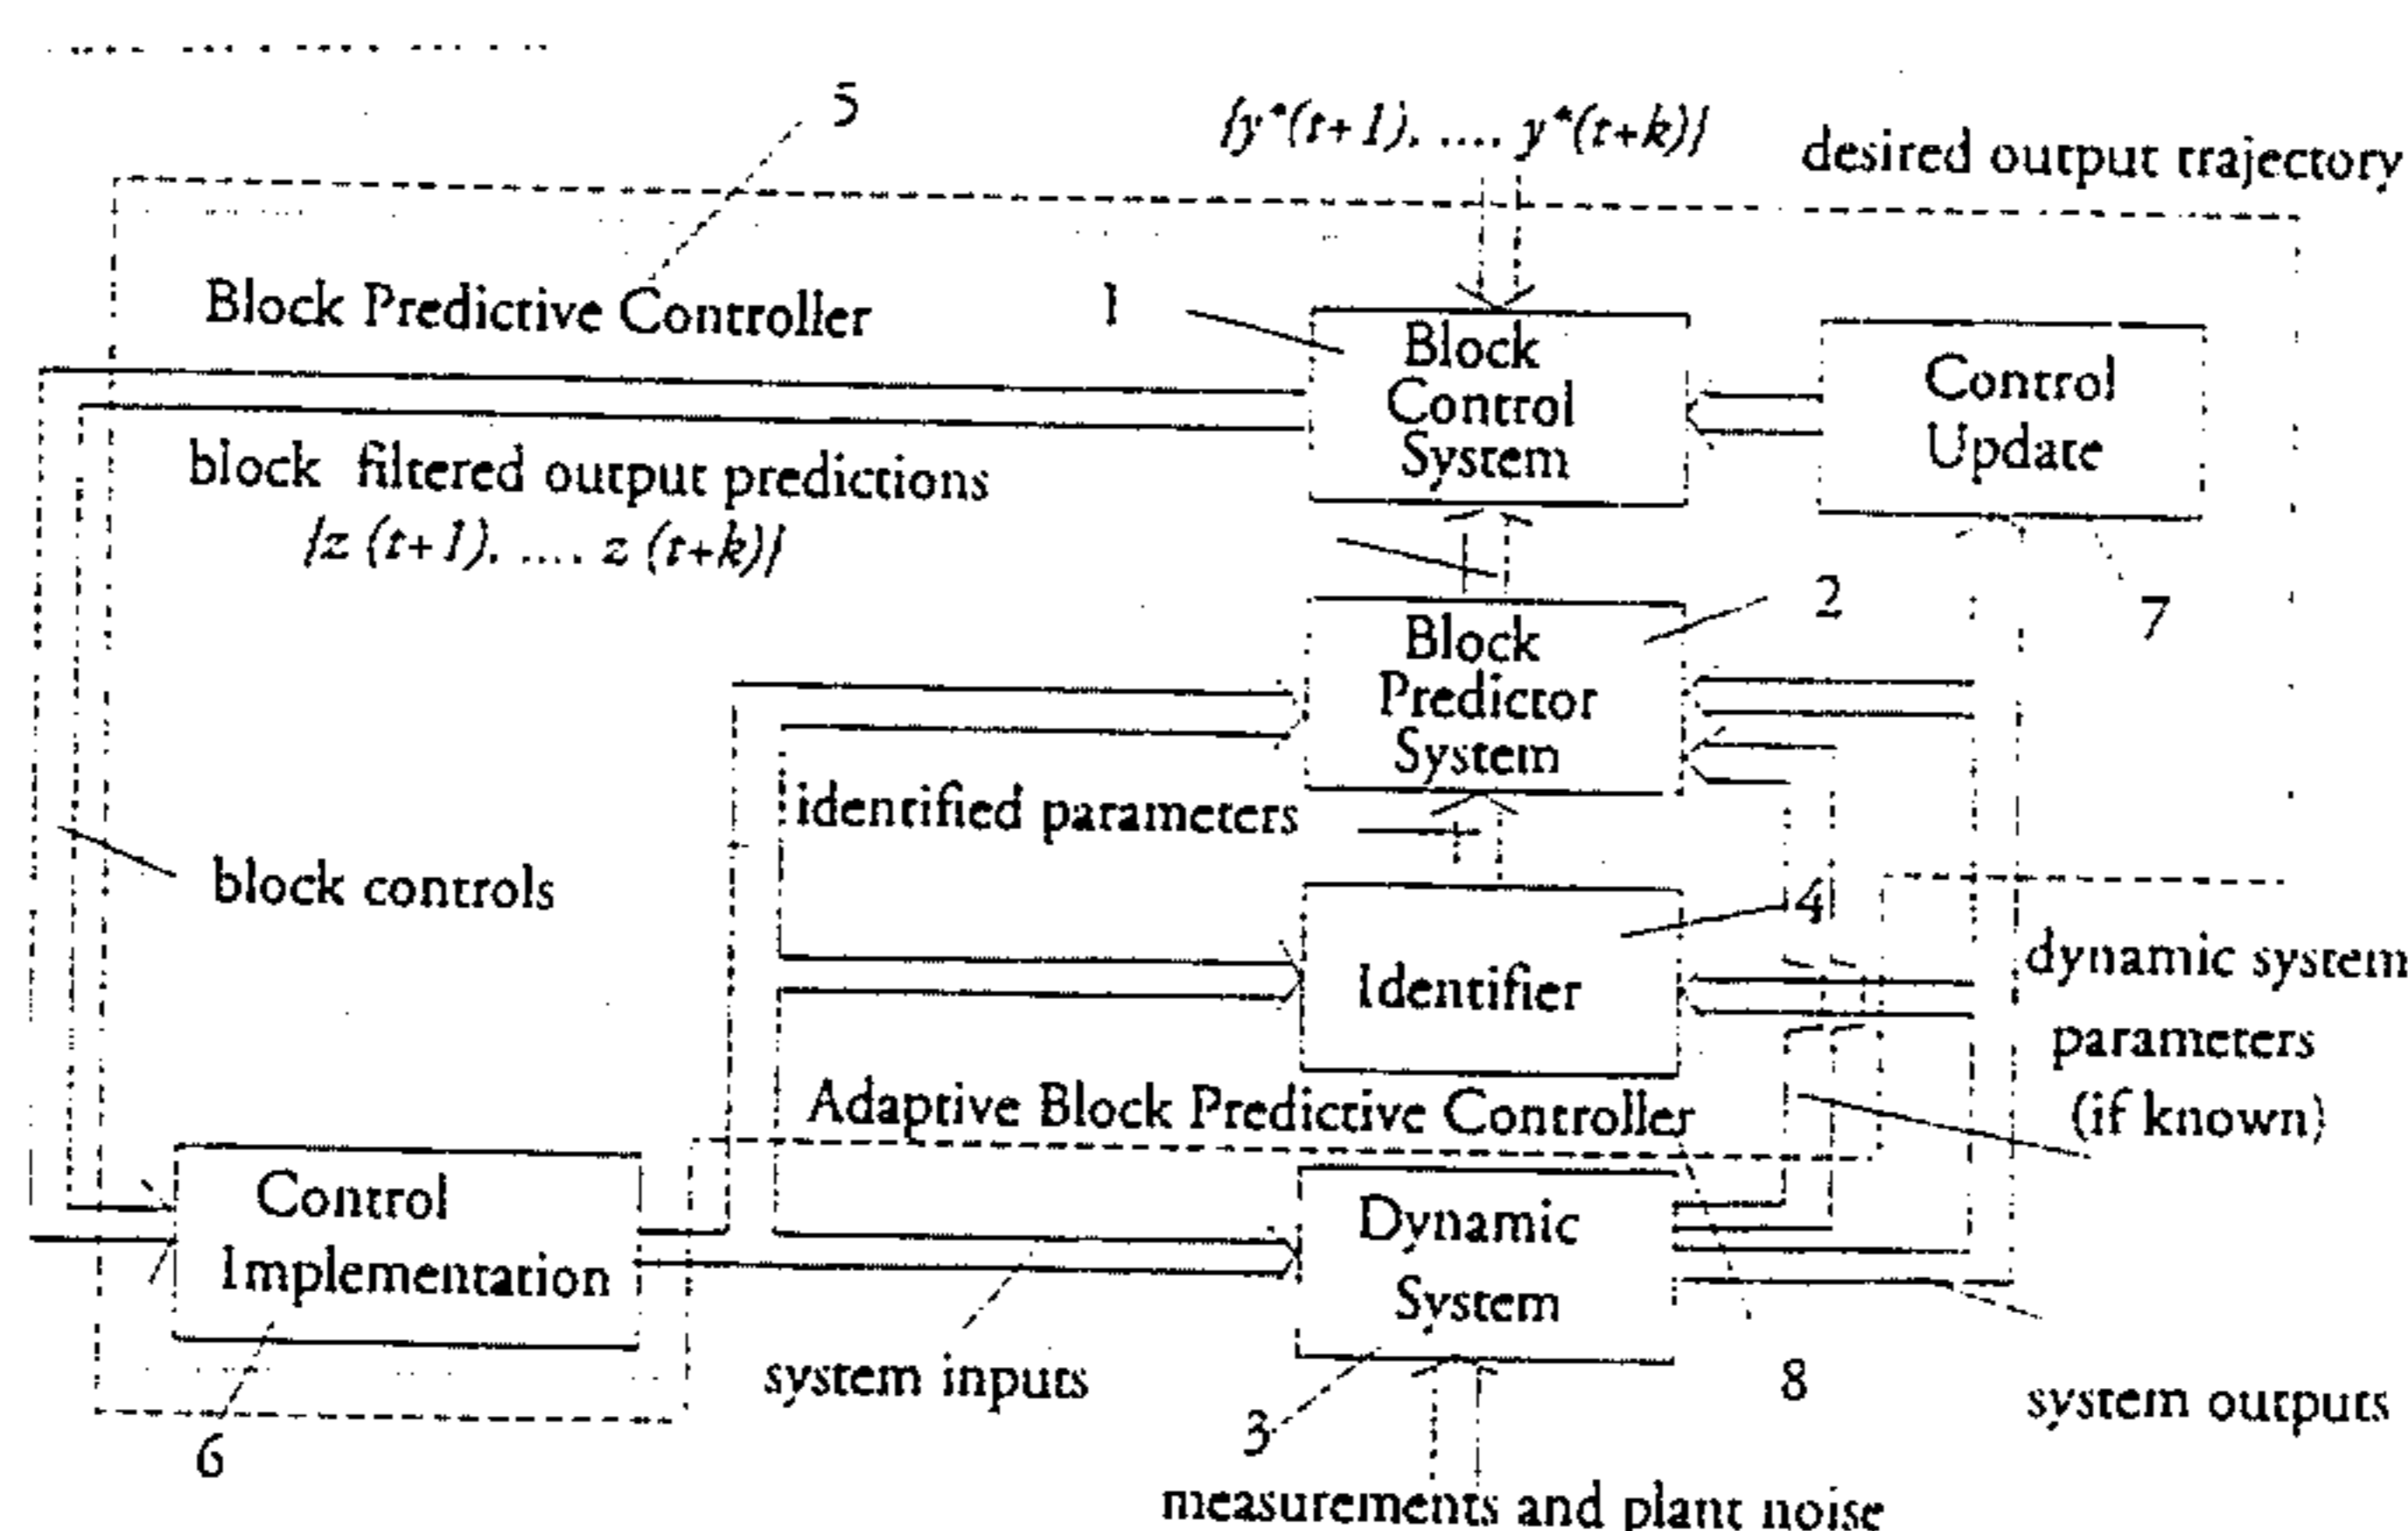 5
{y*(t+1), .... y*(t+k)}
desired output trajectory
Block Predictive Controller
1
Block
Control
System
Control
Update
block filtered output predictions
{z (t+1), .... z (t+k)}
2
7
Block
Predictor
System
identified parameters
block controls
4
Identifier
dynamic system
parameters
(if known)
Adaptive Block Predictive Controller
Control
Implementation
Dynamic
System
system inputs
3
8
system outputs
6
measurements and plant noise